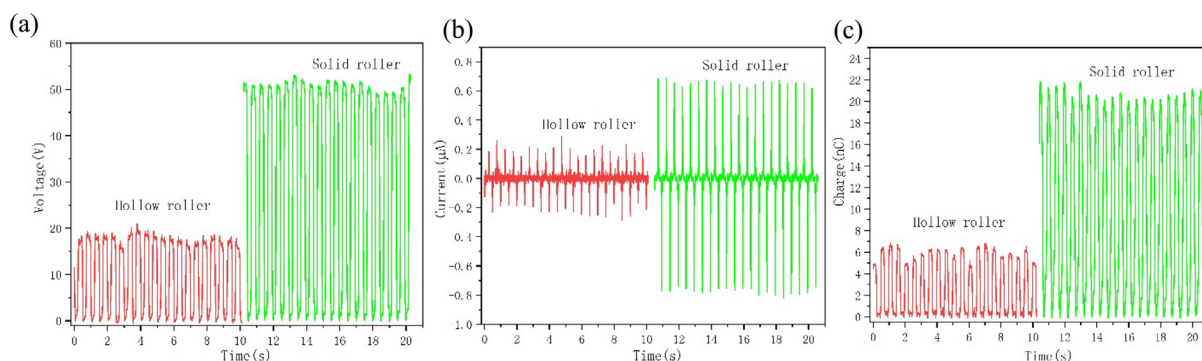 (a)
60
50
40
30
20
10
0
Voltage(V)
Solid roller
Hollow roller
0 2 4 6 8 10 12 14 16 18 20
Time(s)
(b)
0.8
0.6
0.4
0.2
0.0
-0.2
-0.4
-0.6
-0.8
1.0
Current(μA)
Solid roller
Hollow roller
0 2 4 6 8 10 12 14 16 18 20
Time(s)
(c)
24
22
20
18
16
14
12
10
8
6
4
2
0
Charge(nC)
Solid roller
Hollow roller
0 2 4 6 8 10 12 14 16 18 20
Time(s)